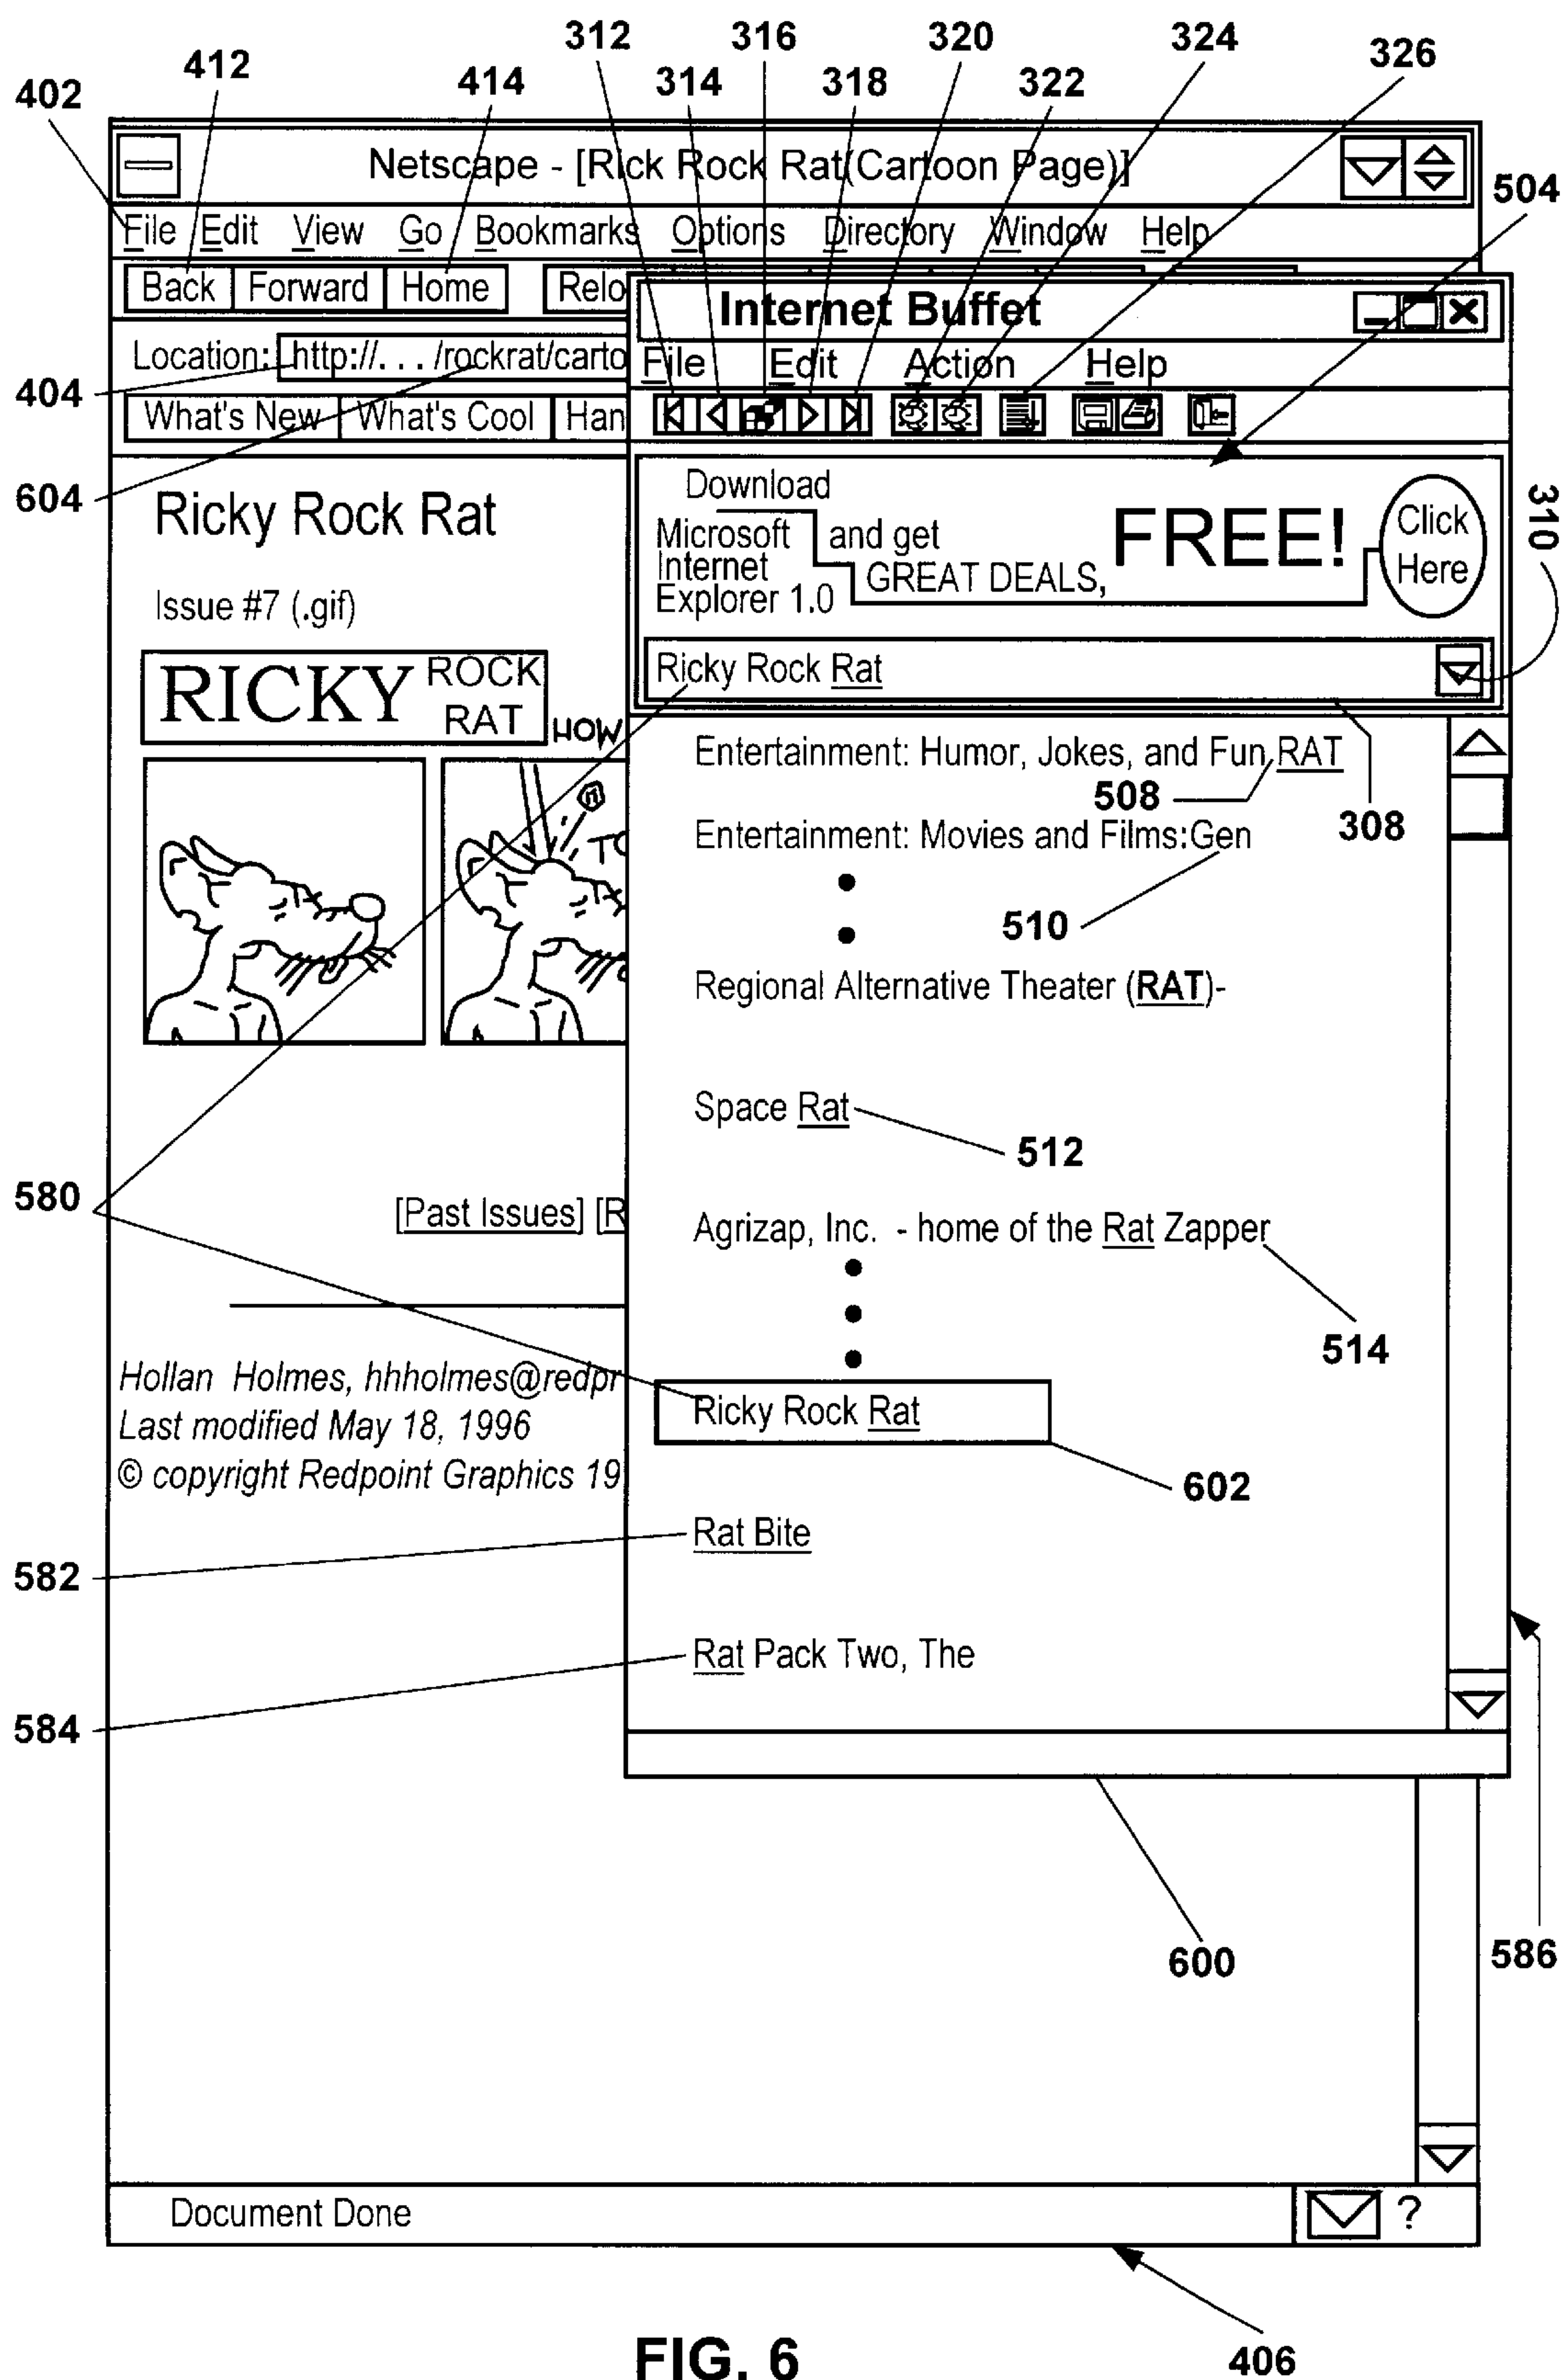 312 316 320 324
412 414 314 318 322 326
402
Netscape - [Rick Rock Rat(Cartoon Page)]
504
File Edit View Go Bookmarks Options Directory Window Help
Back Forward Home Relo
Internet Buffet
Location: http://. . . /rockrat/carto
File Edit Action Help
404
What's New What's Cool Han
604
Ricky Rock Rat
Download
Microsoft and get
Internet
Explorer 1.0
GREAT DEALS,
FREE!
Click
Here
310
Issue #7 (.gif)
RICKY ROCK
RAT
HOW
Ricky Rock Rat
Entertainment: Humor, Jokes, and Fun RAT
508
308
Entertainment: Movies and Films:Gen
TO
510
Regional Alternative Theater (RAT)-
Space Rat
512
580
[Past Issues] [R
Agrizap, Inc. - home of the Rat Zapper
514
Hollan Holmes, hhholmes@redpr
Last modified May 18, 1996
© copyright Redpoint Graphics 19
Ricky Rock Rat
602
Rat Bite
582
Rat Pack Two, The
584
600
586
Document Done
?
FIG. 6
406